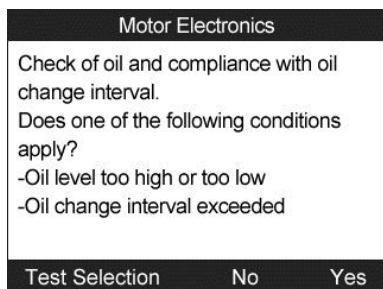 Motor Electronics
Check of oil and compliance with oil
change interval.
Does one of the following conditions
apply?
-Oil level too high or too low
-Oil change interval exceeded
Test Selection No Yes